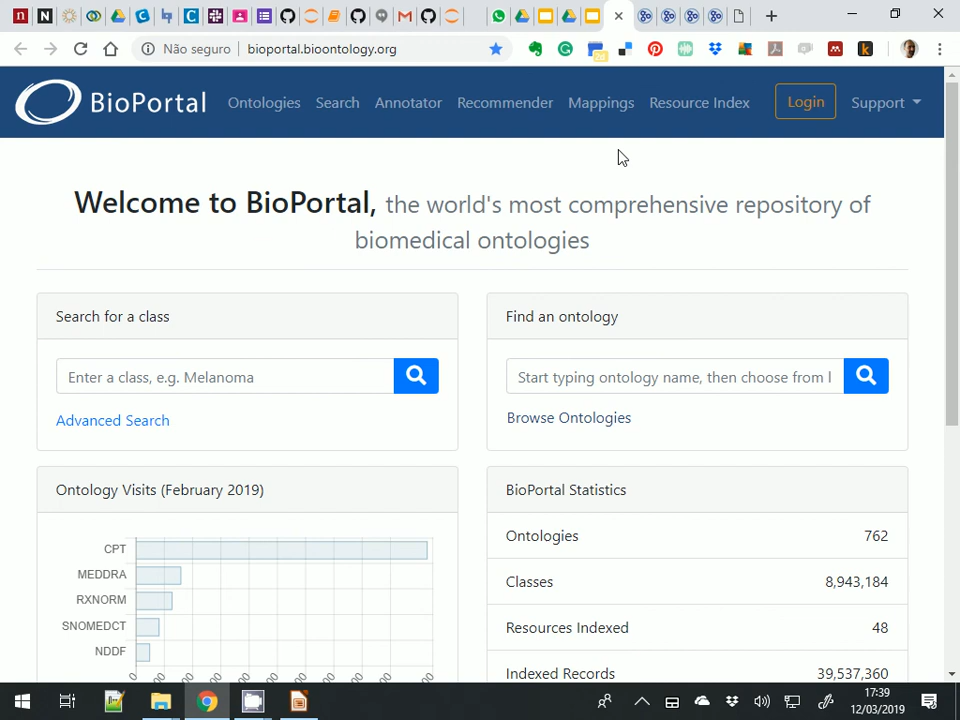 Não seguro
bioportal.bioontology.org
BioPortal
Ontologies
Search
Annotator
Recommender
Mappings
Resource Index
Login
Support
Welcome to BioPortal, the world's most comprehensive repository of
biomedical ontologies
Search for a class
Enter a class, e.g. Melanoma
Advanced Search
Find an ontology
Start typing ontology name, then choose from l
Browse Ontologies
Ontology Visits (February 2019)
CPT
MEDDRA
RXNORM
SNOMEDCT
NDDF
BioPortal Statistics
Ontologies 762
Classes 8,943,184
Resources Indexed 48
Indexed Records 39,537,360
17:39
12/03/2019